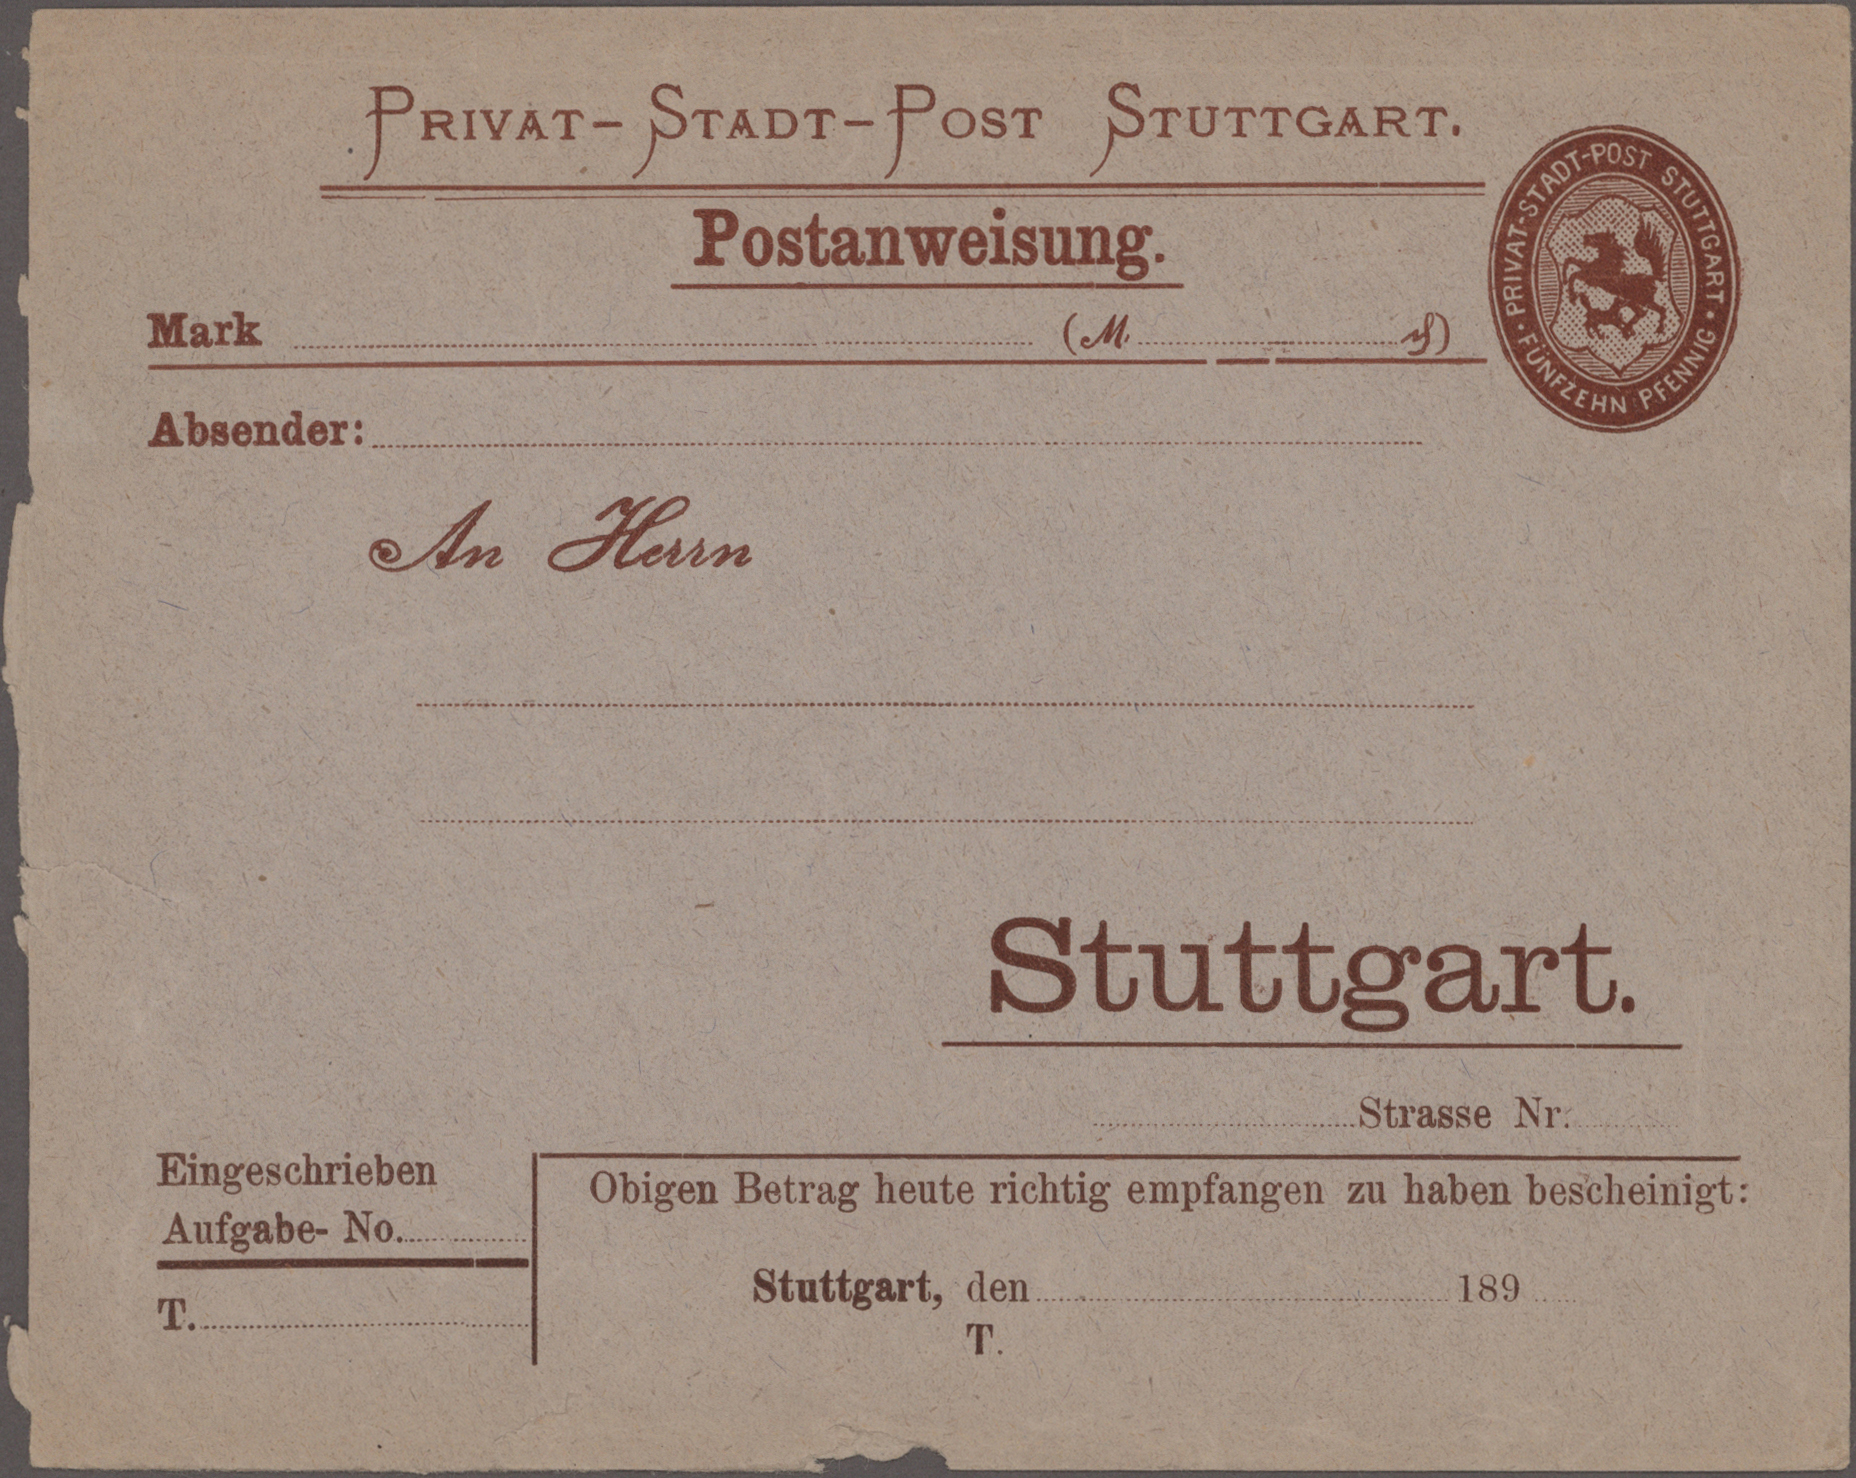 PRIVAT-STADT-POST STUTTGART.
PRIVAT-STADT-POST STUTTGART
• FÜNFZEHN PFENNIG •
Postanweisung.
Mark (M. ₰)
Absender:
An Herrn
Stuttgart.
Strasse Nr.
Eingeschrieben
Aufgabe- No.
T.
Obigen Betrag heute richtig empfangen zu haben bescheinigt:
Stuttgart, den 189
T.